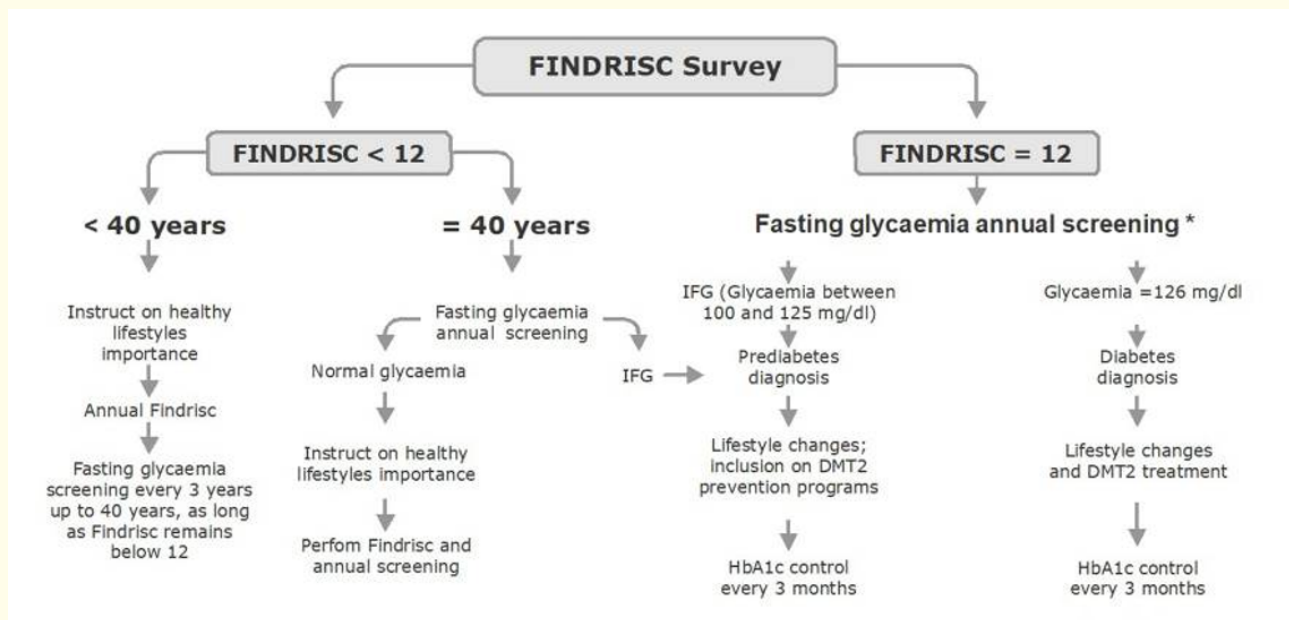 FINDRISC Survey
FINDRISC < 12
FINDRISC = 12
< 40 years
= 40 years
Fasting glycaemia annual screening *
Instruct on healthy
lifestyles
importance
Annual Findrisc
Fasting glycaemia
screening every 3 years
up to 40 years, as long
as Findrisc remains
below 12
Fasting glycaemia
annual screening
Normal glycaemia
Instruct on healthy
lifestyles importance
Perfom Findrisc and
annual screening
IFG
IFG (Glycaemia between
100 and 125 mg/dl)
Prediabetes
diagnosis
Lifestyle changes;
inclusion on DMT2
prevention programs
HbA1c control
every 3 months
Glycaemia =126 mg/dl
Diabetes
diagnosis
Lifestyle changes
and DMT2 treatment
HbA1c control
every 3 months